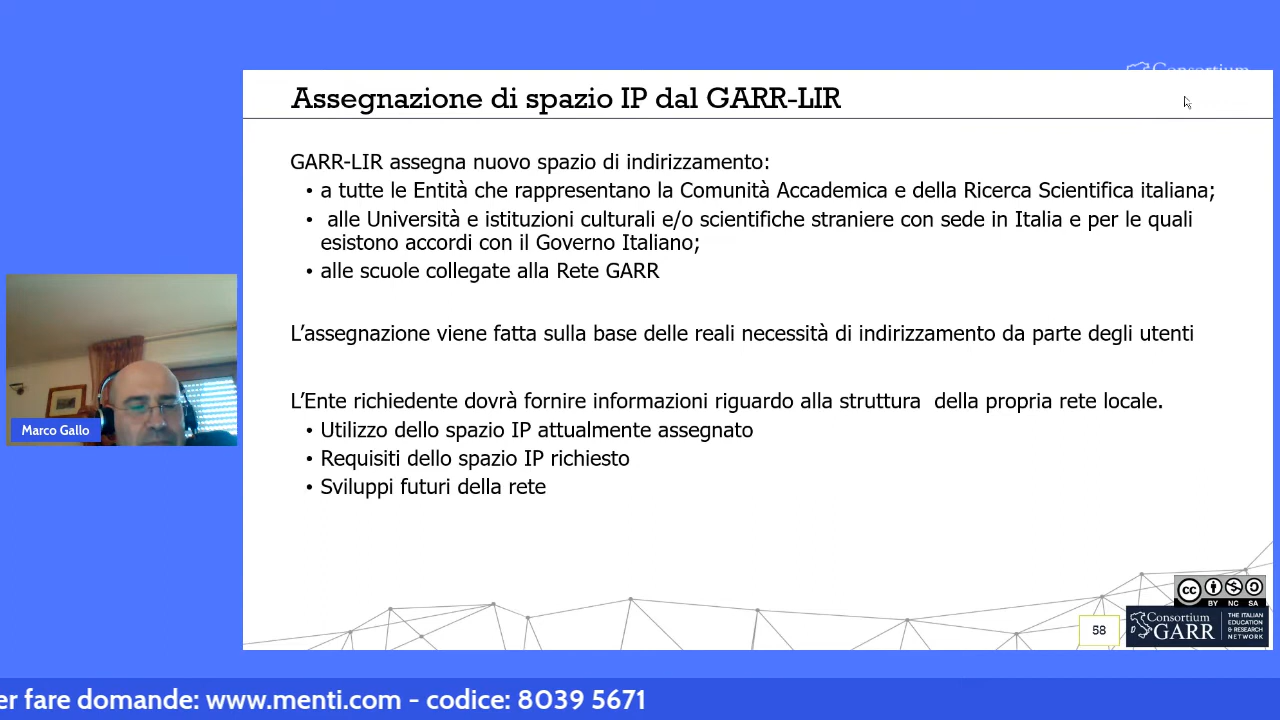 Consortium
Assegnazione di spazio IP dal GARR-LIR
GARR-LIR assegna nuovo spazio di indirizzamento:
• a tutte le Entità che rappresentano la Comunità Accademica e della Ricerca Scientifica italiana;
• alle Università e istituzioni culturali e/o scientifiche straniere con sede in Italia e per le quali
esistono accordi con il Governo Italiano;
• alle scuole collegate alla Rete GARR
L'assegnazione viene fatta sulla base delle reali necessità di indirizzamento da parte degli utenti
L'Ente richiedente dovrà fornire informazioni riguardo alla struttura della propria rete locale.
• Utilizzo dello spazio IP attualmente assegnato
• Requisiti dello spazio IP richiesto
• Sviluppi futuri della rete
Marco Gallo
cc
BY NC SA
58
Consortium
GARR
THE ITALIAN
EDUCATION
& RESEARCH
NETWORK
er fare domande: www.menti.com - codice: 8039 5671